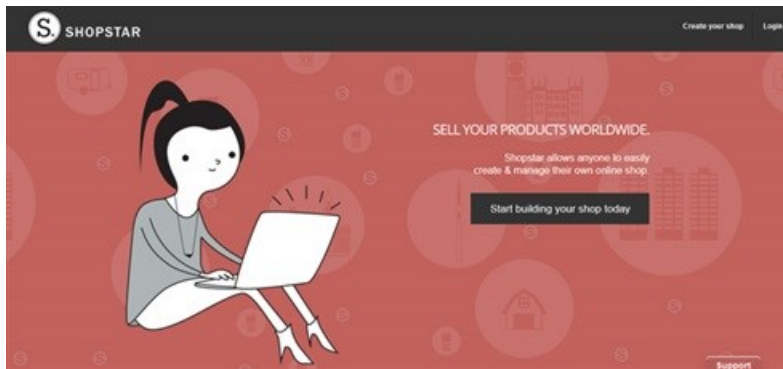 S. SHOPSTAR
Create your shop
Login
SELL YOUR PRODUCTS WORLDWIDE.
Shopstar allows anyone to easily
create & manage their own online shop.
Start building your shop today
Support